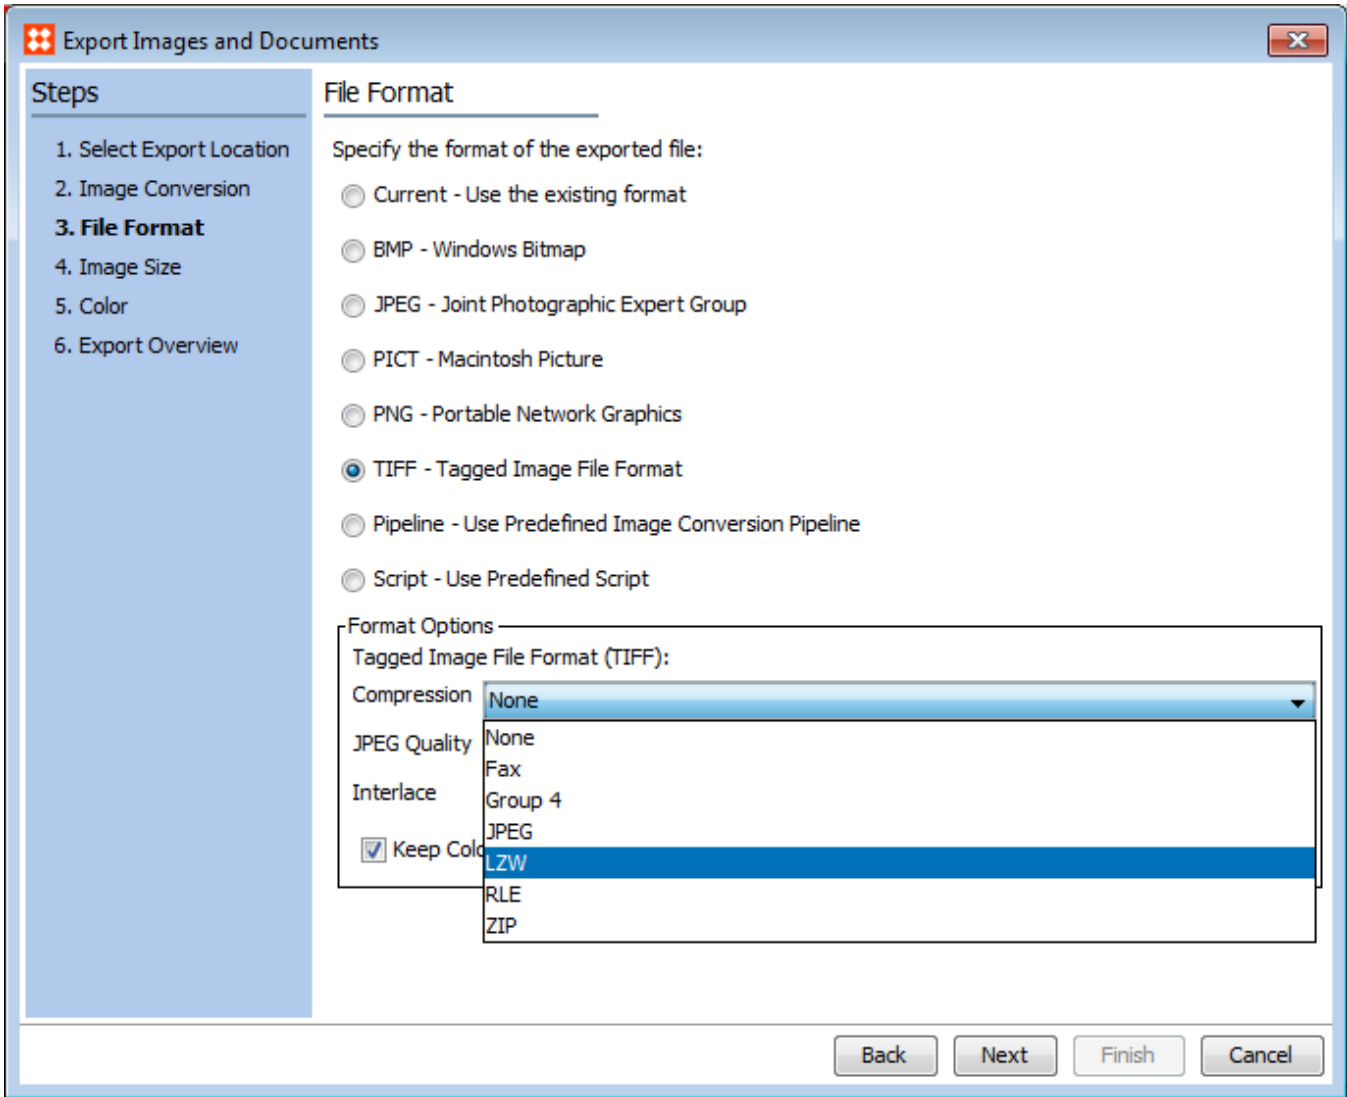 Export Images and Documents
Steps
1. Select Export Location
2. Image Conversion
3. File Format
4. Image Size
5. Color
6. Export Overview
File Format
Specify the format of the exported file:
Current - Use the existing format
BMP - Windows Bitmap
JPEG - Joint Photographic Expert Group
PICT - Macintosh Picture
PNG - Portable Network Graphics
TIFF - Tagged Image File Format
Pipeline - Use Predefined Image Conversion Pipeline
Script - Use Predefined Script
Format Options
Tagged Image File Format (TIFF):
Compression None
JPEG Quality
Interlace
Keep
None
Fax
Group 4
JPEG
LZW
RLE
ZIP
Back Next Finish Cancel